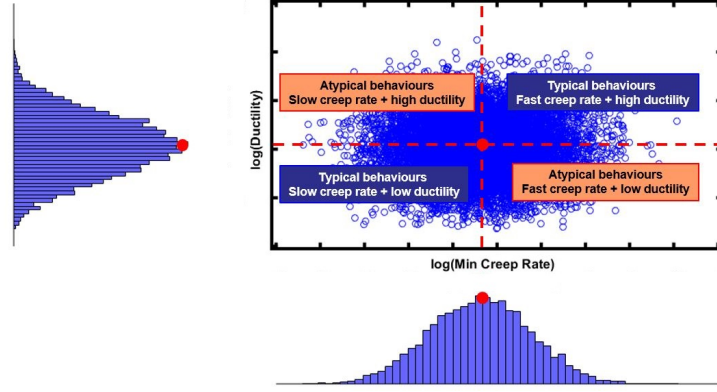 Atypical behaviours
Slow creep rate + high ductility
Typical behaviours
Fast creep rate + high ductility
log(Ductility)
Typical behaviours
Slow creep rate + low ductility
Atypical behaviours
Fast creep rate + low ductility
log(Min Creep Rate)